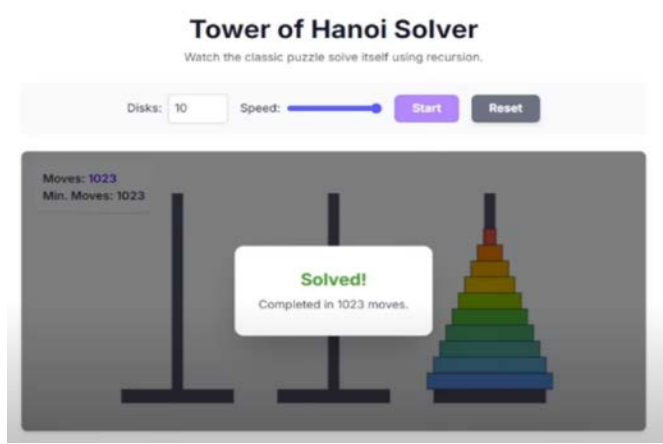 Tower of Hanoi Solver
Watch the classic puzzle solve itself using recursion.
Disks: 10 Speed: Start Reset
Moves: 1023
Min. Moves: 1023
Solved!
Completed in 1023 moves.